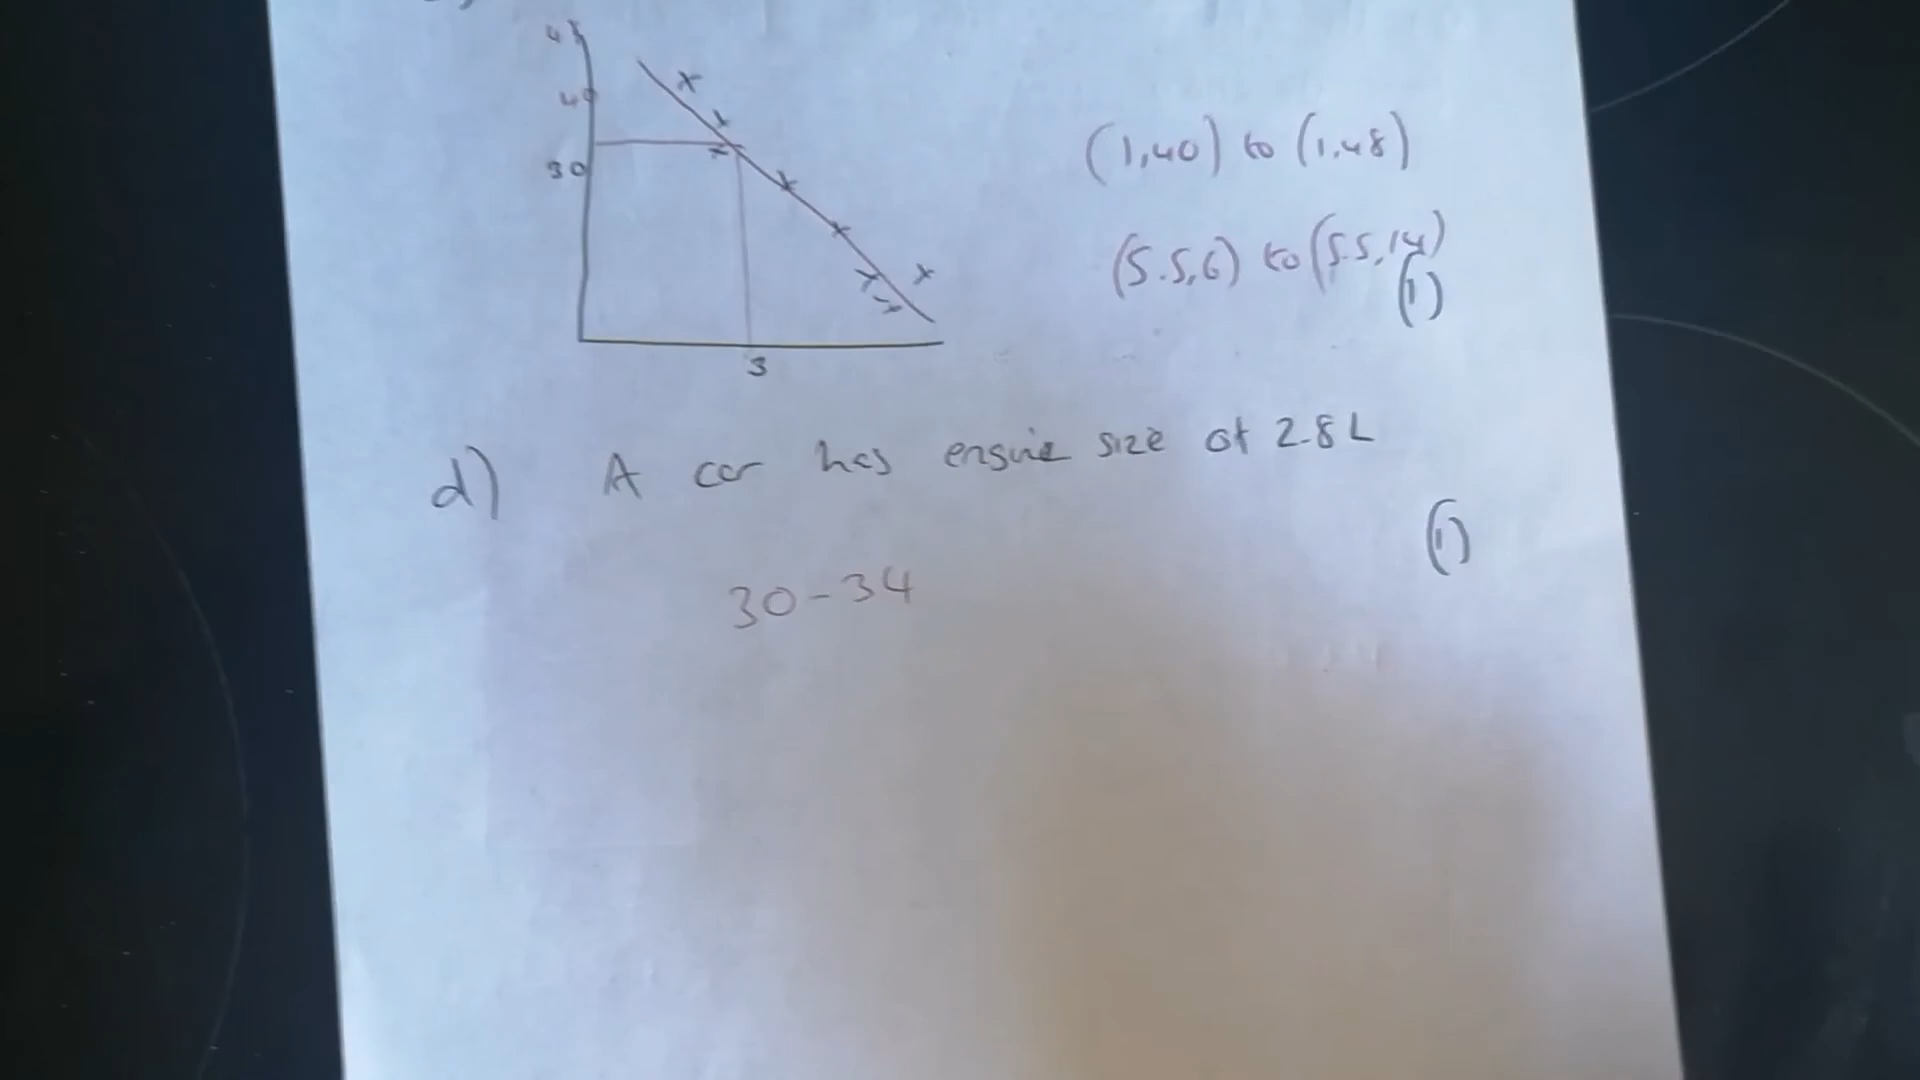 40
30
3
(1,40) to (1,48)
(5.5,6) to (5.5,14)
(1)
d) A car has engine size of 2.8L
(1)
30-34